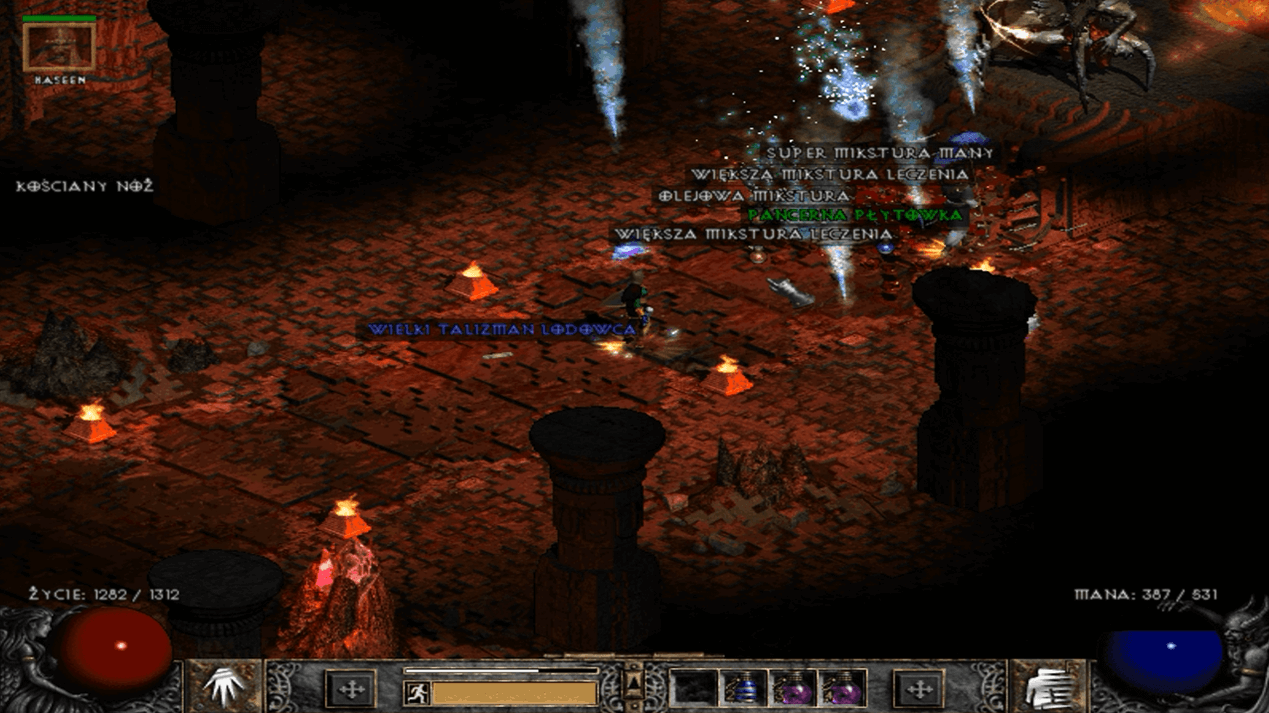 HASEEN
SUPER MIKSTURA MANY
WIĘKSZA MIKSTURA LECZENIA
KOŚCIANY NÓŻ
OLEJOWA MIKSTURA
PANCERNA PŁYTÓWKA
WIĘKSZA MIKSTURA LECZENIA
WIELKI TALIZMAN LODOWCA
ŻYCIE: 1282 / 1312
MANA: 387 / 531